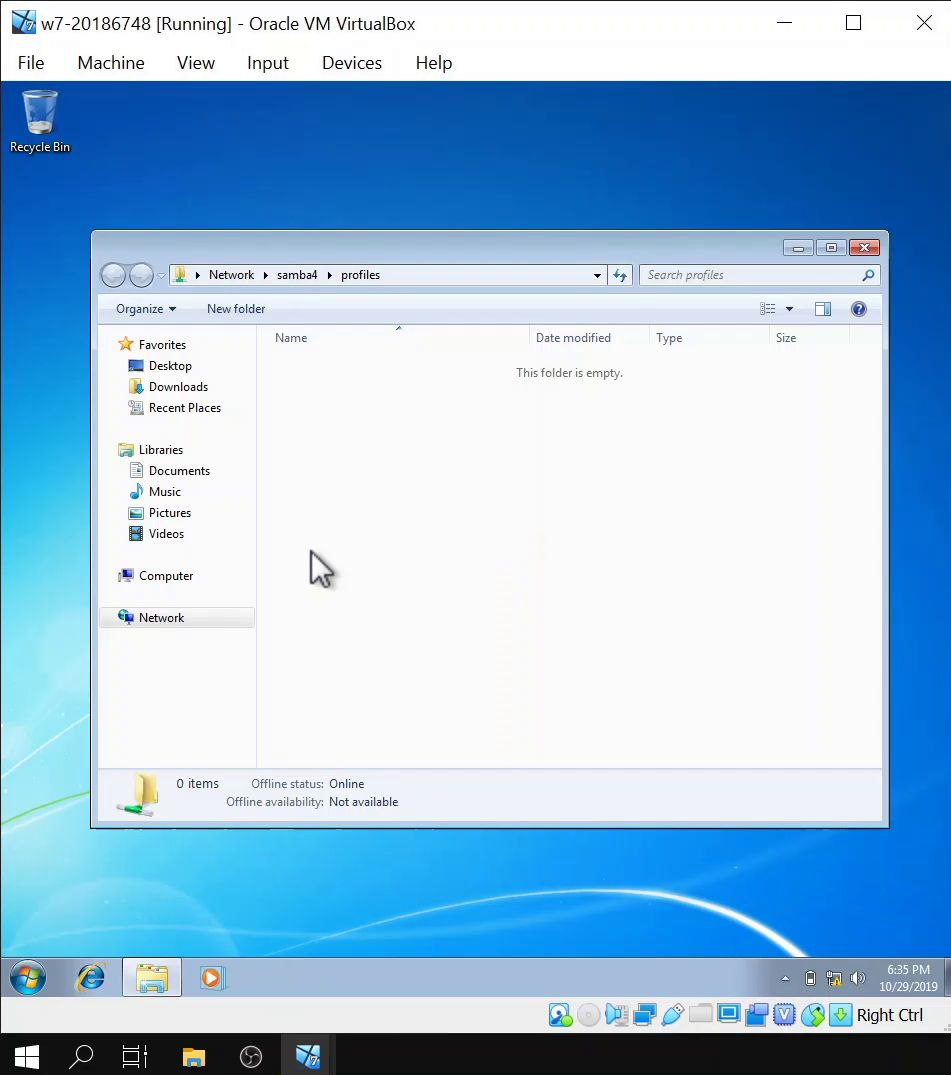 w7-20186748 [Running] - Oracle VM VirtualBox
File Machine View Input Devices Help
Recycle Bin
Network samba4 profiles
Search profiles
Organize New folder
Name Date modified Type Size
This folder is empty.
Favorites
Desktop
Downloads
Recent Places
Libraries
Documents
Music
Pictures
Videos
Computer
Network
0 items Offline status: Online
Offline availability: Not available
6:35 PM
10/29/2019
Right Ctrl